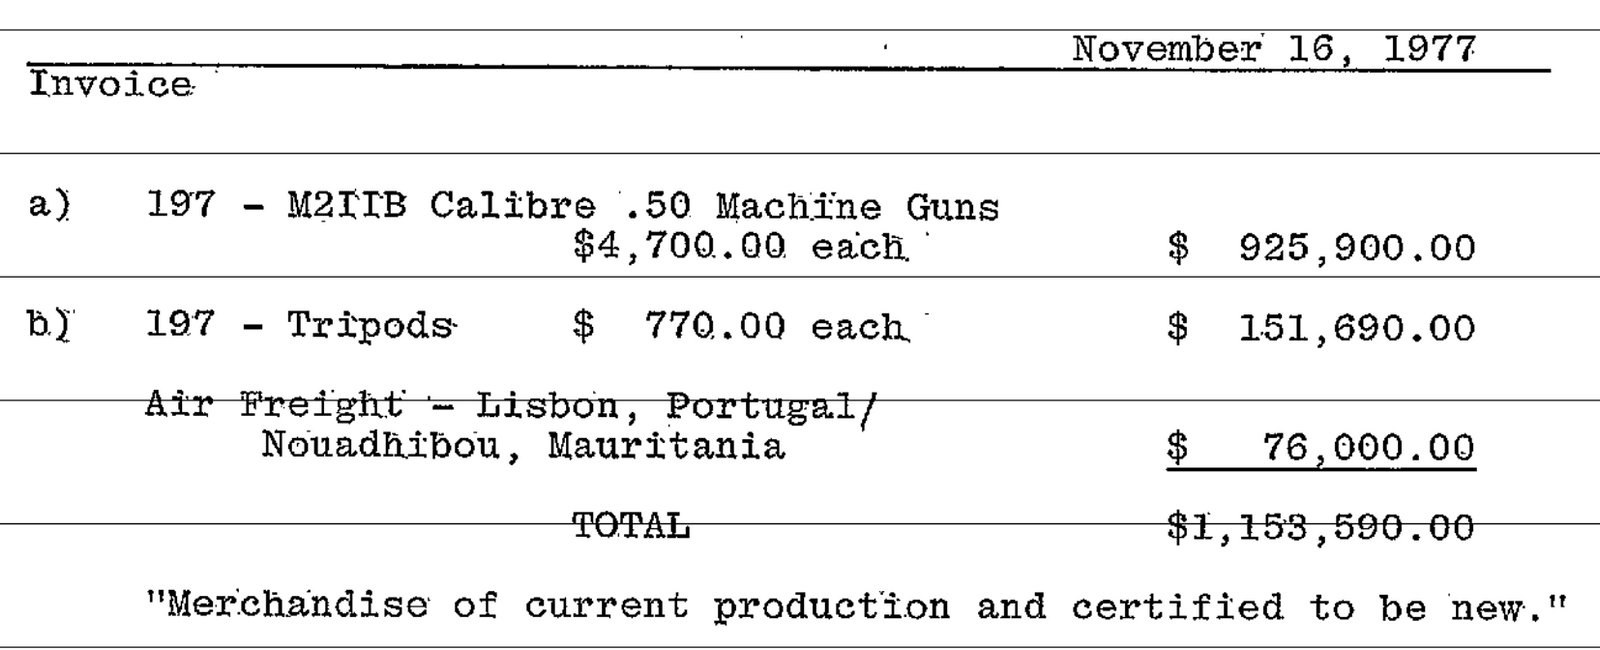 November 16, 1977
Invoice
a) 197 - M2IIB Calibre .50 Machine Guns
$4,700.00 each $ 925,900.00
b) 197 - Tripods $ 770.00 each $ 151,690.00
Air Freight - Lisbon, Portugal/
Nouadhibou, Mauritania $ 76,000.00
TOTAL $1,153,590.00
"Merchandise of current production and certified to be new."